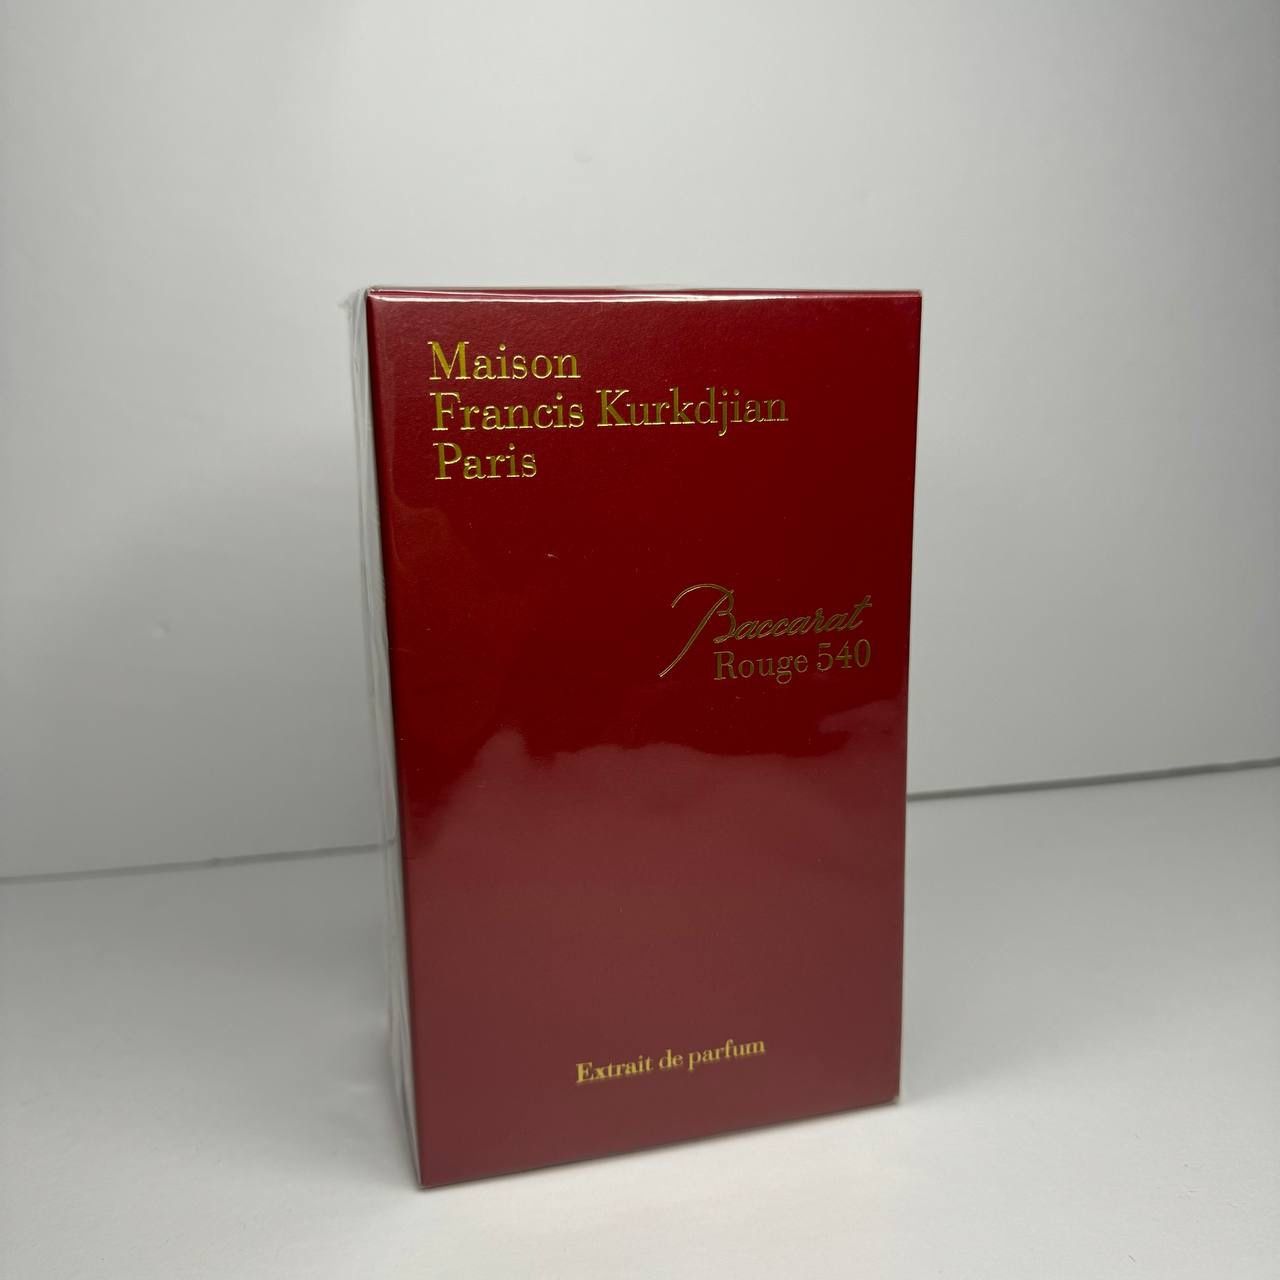 Maison
Francis Kurkdjian
Paris
Baccarat
Rouge 540
Extrait de parfum